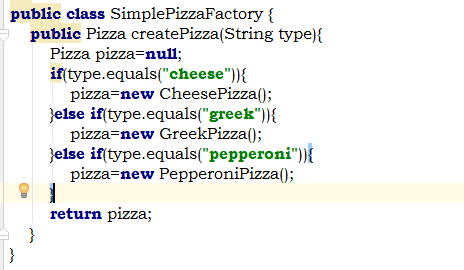 public class SimplePizzaFactory {
public Pizza createPizza(String type){
Pizza pizza=null;
if(type.equals("cheese")){
pizza=new CheesePizza();
}else if(type.equals("greek")){
pizza=new GreekPizza();
}else if(type.equals("pepperoni")){
pizza=new PepperoniPizza();
}
return pizza;
}
}